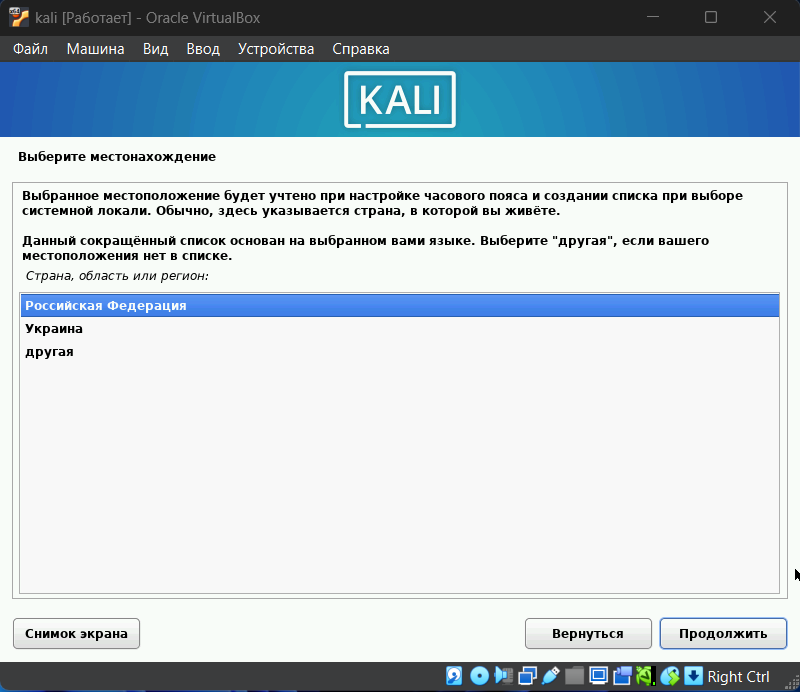 kali [Работает] - Oracle VirtualBox
Файл Машина Вид Ввод Устройства Справка
KALI
Выберите местонахождение
Выбранное местоположение будет учтено при настройке часового пояса и создании списка при выборе
системной локали. Обычно, здесь указывается страна, в которой вы живёте.
Данный сокращённый список основан на выбранном вами языке. Выберите "другая", если вашего
местоположения нет в списке.
Страна, область или регион:
Российская Федерация
Украина
другая
Снимок экрана Вернуться Продолжить
Right Ctrl